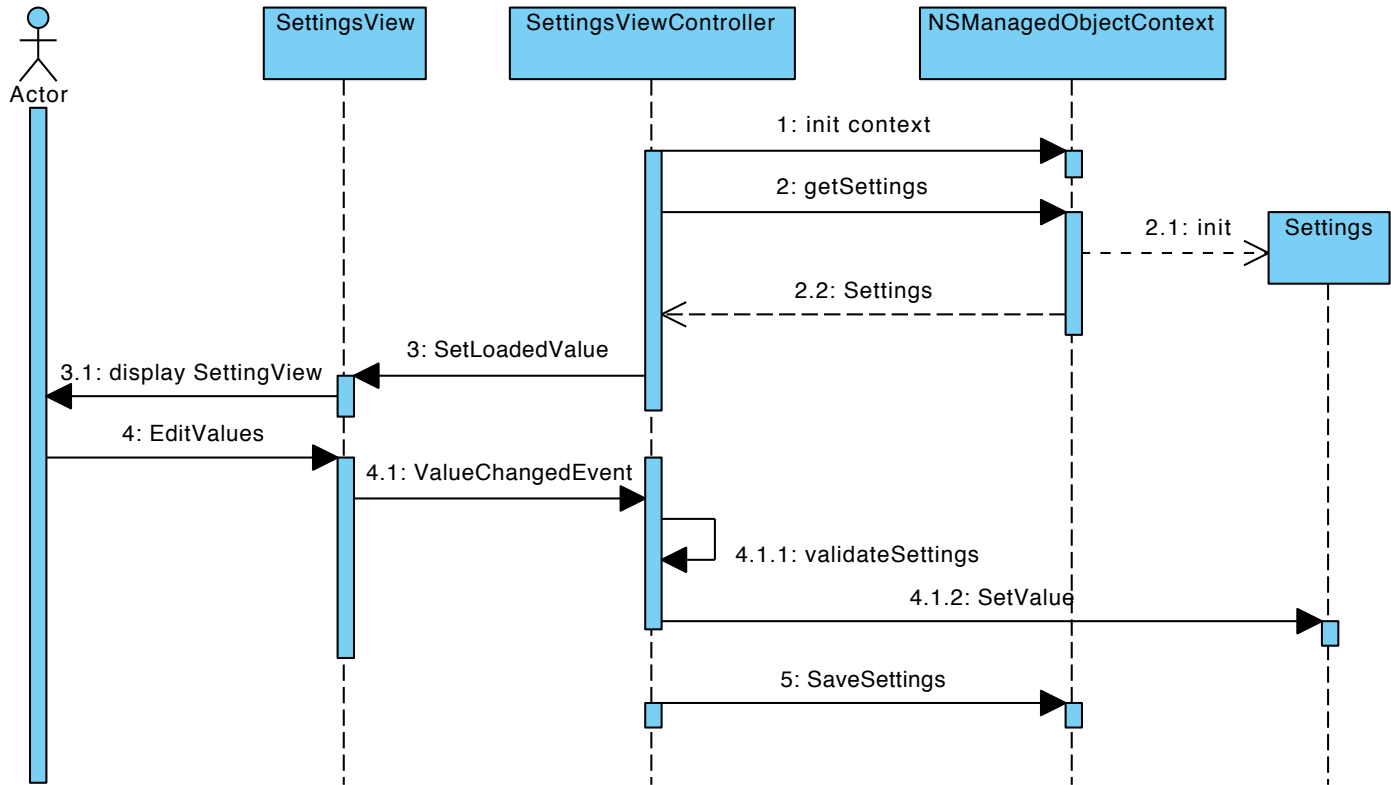 SettingsView
SettingsViewController
NSManagedObjectContext
Actor
1: init context
2: getSettings
2.1: init
Settings
2.2: Settings
3: SetLoadedValue
3.1: display SettingView
4: EditValues
4.1: ValueChangedEvent
4.1.1: validateSettings
4.1.2: SetValue
5: SaveSettings